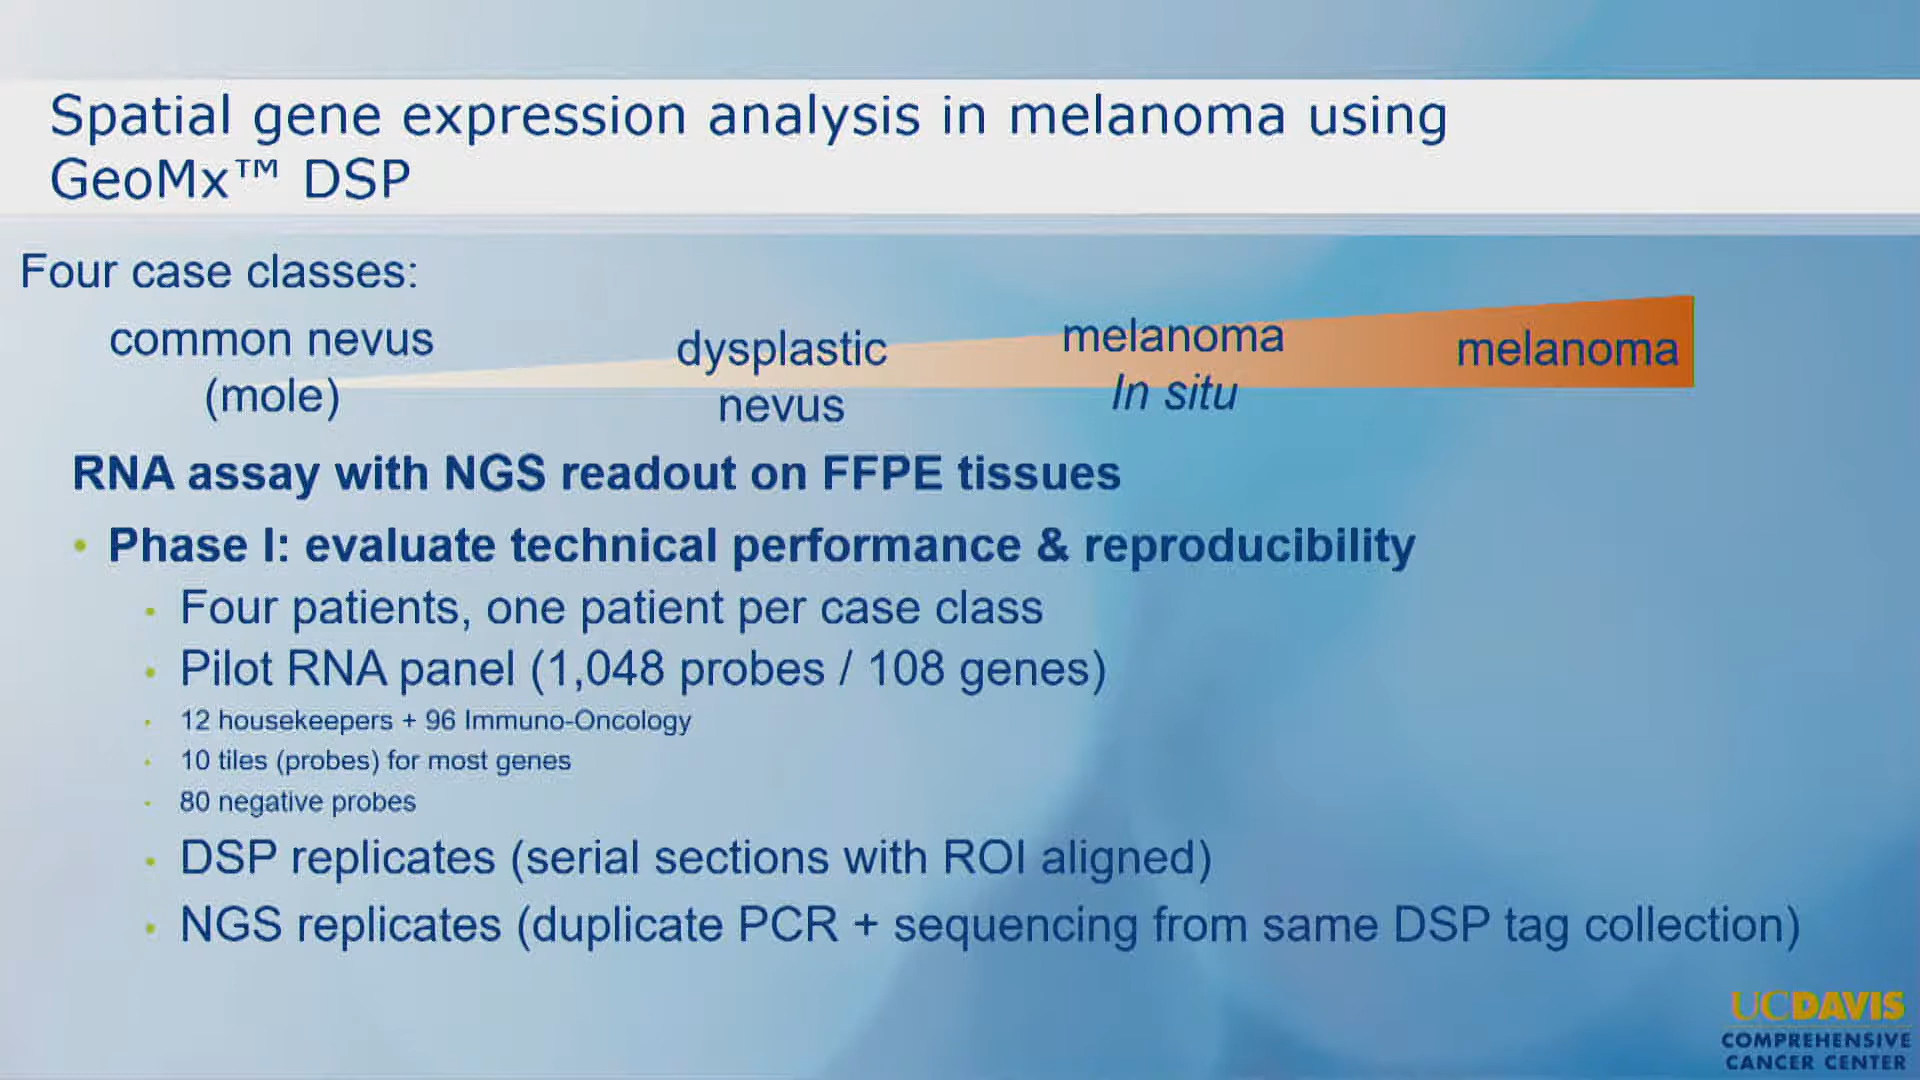 Spatial gene expression analysis in melanoma using
GeoMx™ DSP
Four case classes:
common nevus
(mole)
dysplastic
nevus
melanoma
In situ
melanoma
RNA assay with NGS readout on FFPE tissues
• Phase I: evaluate technical performance & reproducibility
• Four patients, one patient per case class
• Pilot RNA panel (1,048 probes / 108 genes)
• 12 housekeepers + 96 Immuno-Oncology
• 10 tiles (probes) for most genes
• 80 negative probes
• DSP replicates (serial sections with ROI aligned)
• NGS replicates (duplicate PCR + sequencing from same DSP tag collection)
UCDAVIS
COMPREHENSIVE
CANCER CENTER